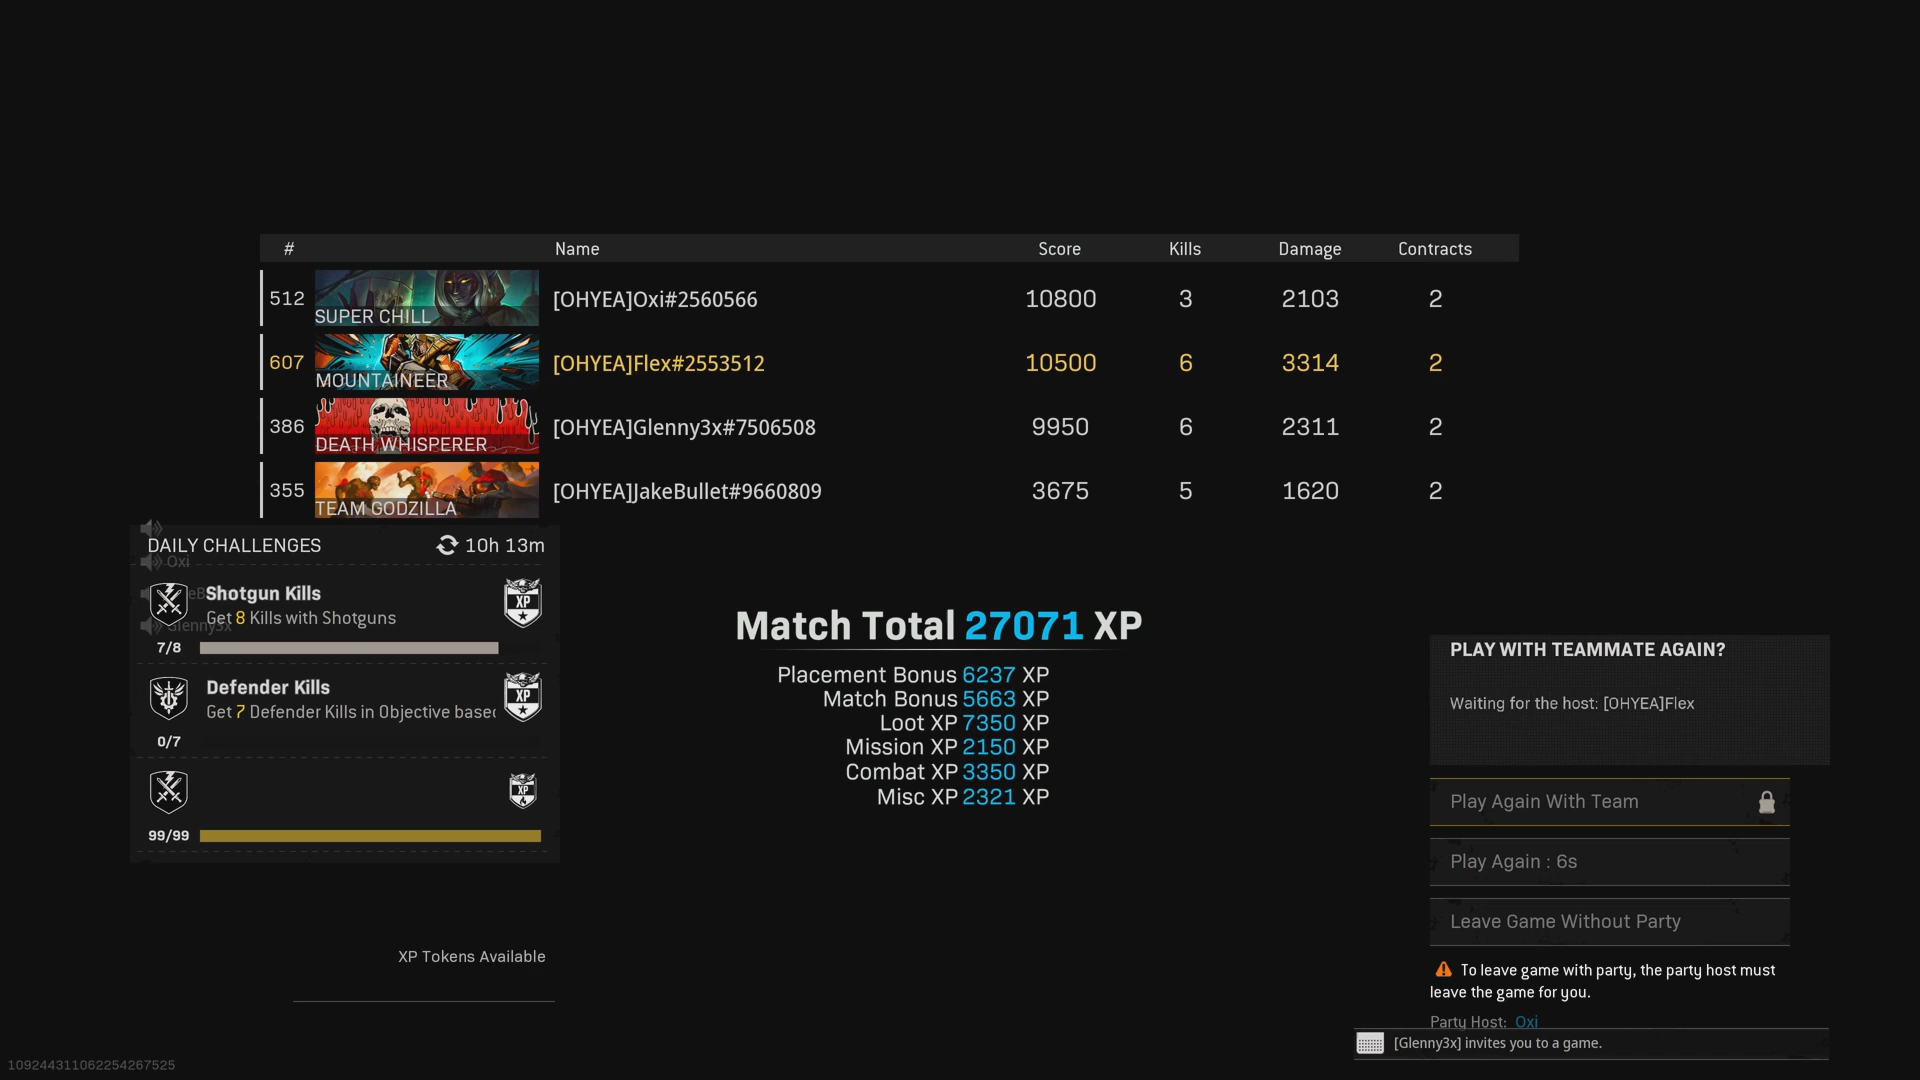 # Name Score Kills Damage Contracts
512 SUPER CHILL [OHYEA]Oxi#2560566 10800 3 2103 2
607 MOUNTAINEER [OHYEA]Flex#2553512 10500 6 3314 2
386 DEATH WHISPERER [OHYEA]Glenny3x#7506508 9950 6 2311 2
355 TEAM GODZILLA [OHYEA]JakeBullet#9660809 3675 5 1620 2
DAILY CHALLENGES 10h 13m
Oxi
Shotgun Kills
XP
Get 8 Kills with Shotguns
Glenny3x
7/8
Defender Kills
XP
Get 7 Defender Kills in Objective based
0/7
XP
99/99
XP Tokens Available
Match Total 27071 XP
Placement Bonus 6237 XP
Match Bonus 5663 XP
Loot XP 7350 XP
Mission XP 2150 XP
Combat XP 3350 XP
Misc XP 2321 XP
PLAY WITH TEAMMATE AGAIN?
Waiting for the host: [OHYEA]Flex
Play Again With Team
Play Again : 6s
Leave Game Without Party
To leave game with party, the party host must
leave the game for you.
Party Host: Oxi
[Glenny3x] invites you to a game.
109244311062254267525